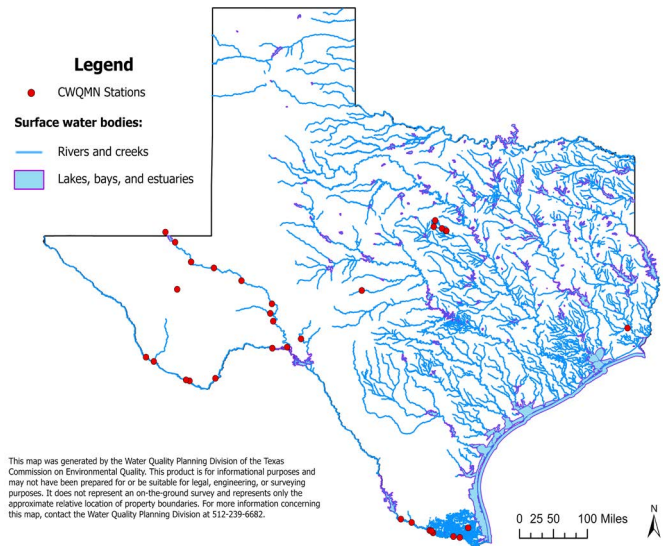 Legend
CWQMN Stations
Surface water bodies:
Rivers and creeks
Lakes, bays, and estuaries
This map was generated by the Water Quality Planning Division of the Texas
Commission on Environmental Quality. This product is for informational purposes and
may not have been prepared for or be suitable for legal, engineering, or surveying
purposes. It does not represent an on-the-ground survey and represents only the
approximate relative location of property boundaries. For more information concerning
this map, contact the Water Quality Planning Division at 512-239-6682.
0 25 50 100 Miles
N